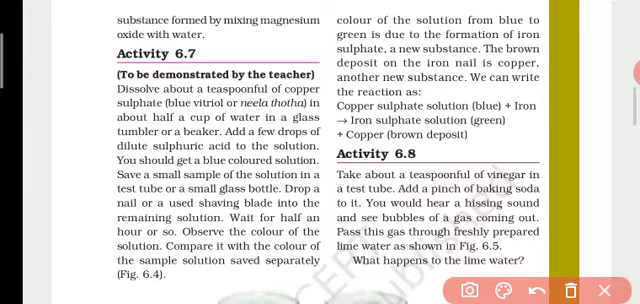 substance formed by mixing magnesium
oxide with water.
Activity 6.7
(To be demonstrated by the teacher)
Dissolve about a teaspoonful of copper
sulphate (blue vitriol or neela thotha) in
about half a cup of water in a glass
tumbler or a beaker. Add a few drops of
dilute sulphuric acid to the solution.
You should get a blue coloured solution.
Save a small sample of the solution in a
test tube or a small glass bottle. Drop a
nail or a used shaving blade into the
remaining solution. Wait for half an
hour or so. Observe the colour of the
solution. Compare it with the colour of
the sample solution saved separately
(Fig. 6.4).
colour of the solution from blue to
green is due to the formation of iron
sulphate, a new substance. The brown
deposit on the iron nail is copper,
another new substance. We can write
the reaction as:
Copper sulphate solution (blue) + Iron
→ Iron sulphate solution (green)
+ Copper (brown deposit)
Activity 6.8
Take about a teaspoonful of vinegar in
a test tube. Add a pinch of baking soda
to it. You would hear a hissing sound
and see bubbles of a gas coming out.
Pass this gas through freshly prepared
lime water as shown in Fig. 6.5.
What happens to the lime water?